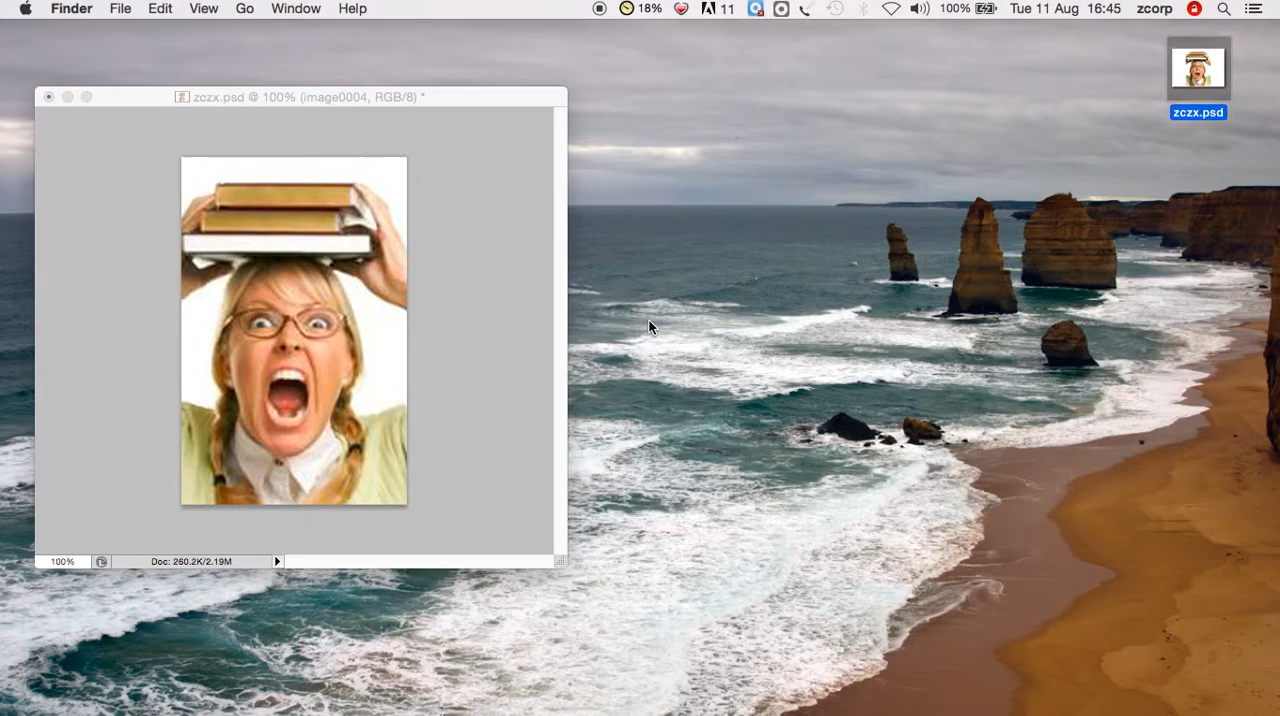 Finder File Edit View Go Window Help 18% 11 100% Tue 11 Aug 16:45 zcorp
zczx.psd @ 100% (image0004, RGB/8) *
zczx.psd
100% Doc: 260.2K/2.19M